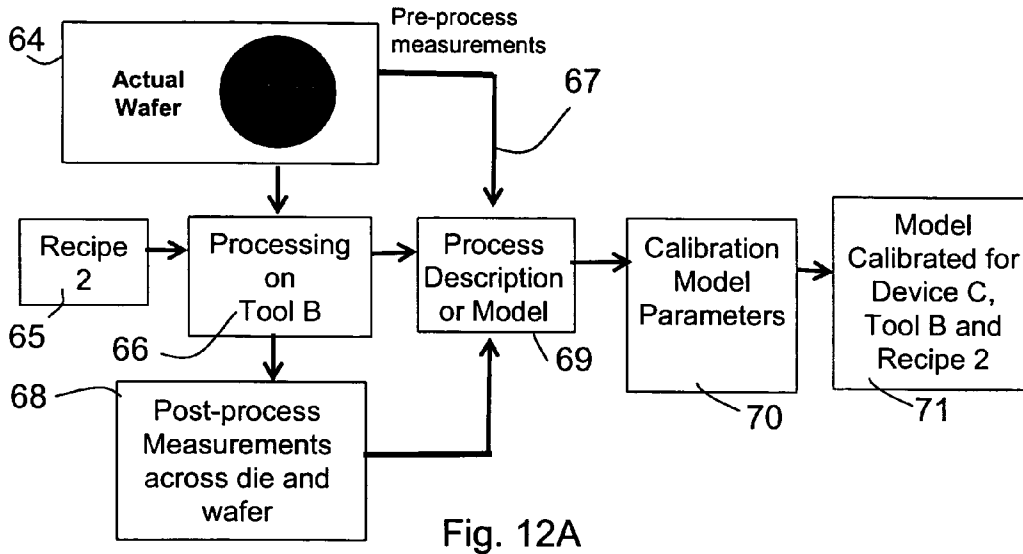 64
Actual
Wafer
Pre-process
measurements
67
Recipe
2
65
Processing
on
Tool B
66
Process
Description
or Model
69
Calibration
Model
Parameters
70
Model
Calibrated for
Device C,
Tool B and
Recipe 2
71
68
Post-process
Measurements
across die and
wafer
Fig. 12A